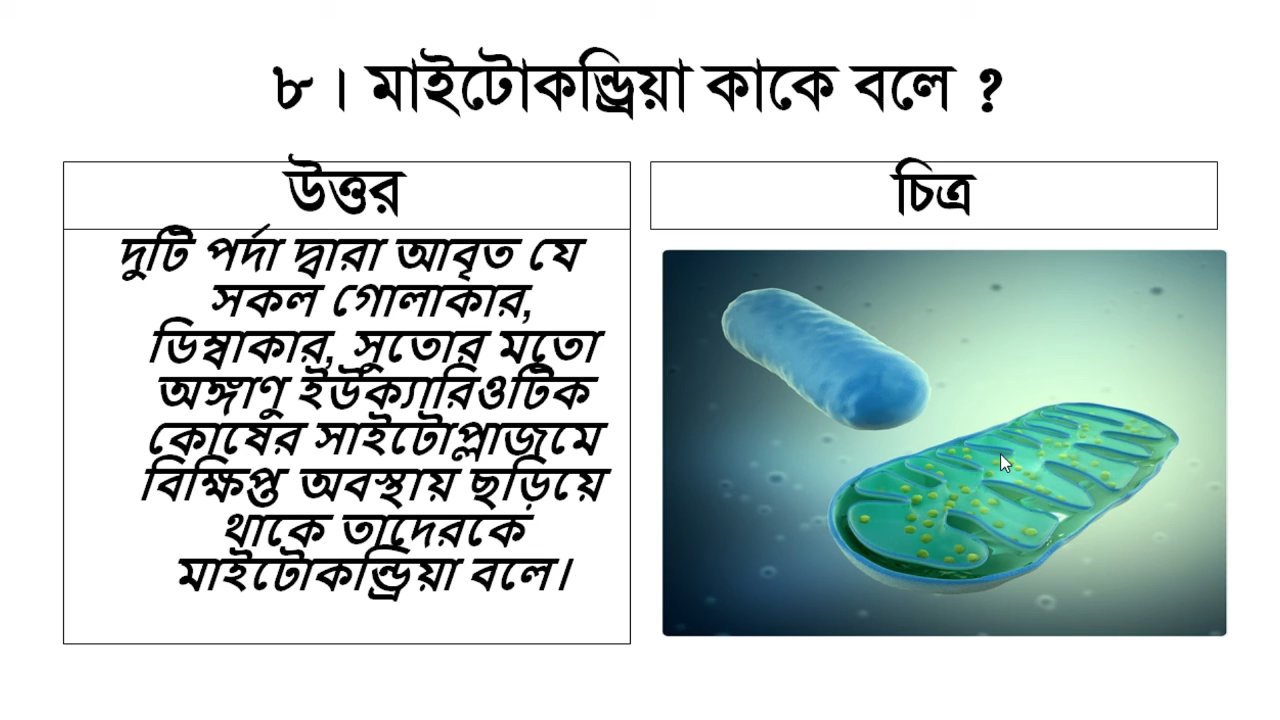 ৮ । মাইটোকন্ড্রিয়া কাকে বলে ?
উত্তর
দুটি পর্দা দ্বারা আবৃত যে
সকল গোলাকার,
ডিম্বাকার, সুতোর মতো
অঙ্গাণু ইউক্যারিওটিক
কোষের সাইটোপ্লাজমে
বিক্ষিপ্ত অবস্থায় ছড়িয়ে
থাকে তাদেরকে
মাইটোকন্ড্রিয়া বলে।
চিত্র